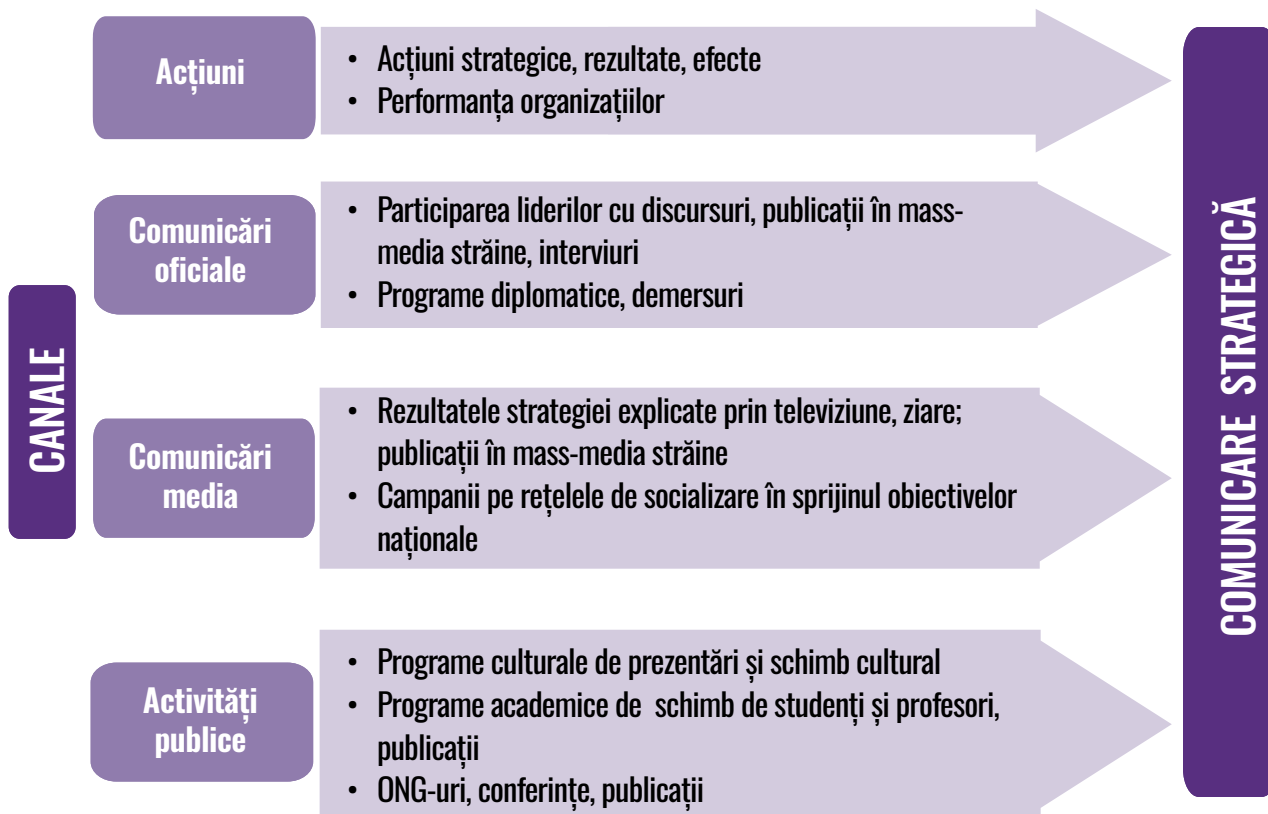 CANALE
Acțiuni
• Acțiuni strategice, rezultate, efecte
• Performanța organizațiilor
Comunicări
oficiale
• Participarea liderilor cu discursuri, publicații în mass-
media străine, interviuri
• Programe diplomatice, demersuri
Comunicări
media
• Rezultatele strategiei explicate prin televiziune, ziare;
publicații în mass-media străine
• Campanii pe rețelele de socializare în sprijinul obiectivelor
naționale
Activități
publice
• Programe culturale de prezentări și schimb cultural
• Programe academice de schimb de studenți și profesori,
publicații
• ONG-uri, conferințe, publicații
COMUNICARE STRATEGICĂ